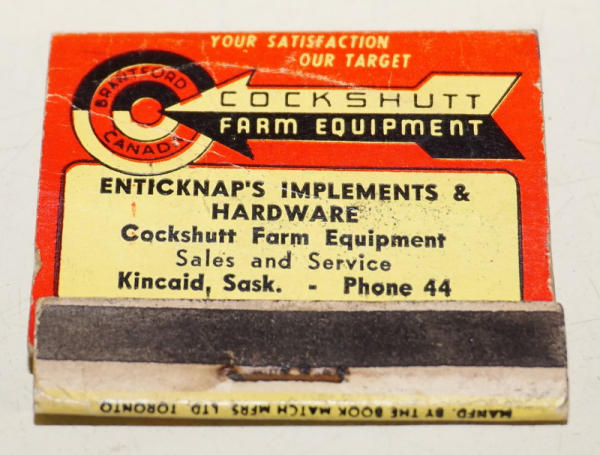 YOUR SATISFACTION
OUR TARGET
BRANTFORD
CANADA
COCKSHUTT
FARM EQUIPMENT
ENTICKNAP'S IMPLEMENTS &
HARDWARE
Cockshutt Farm Equipment
Sales and Service
Kincaid, Sask. - Phone 44
MANFD. BY THE BOOK MATCH MFRS. LTD. TORONTO